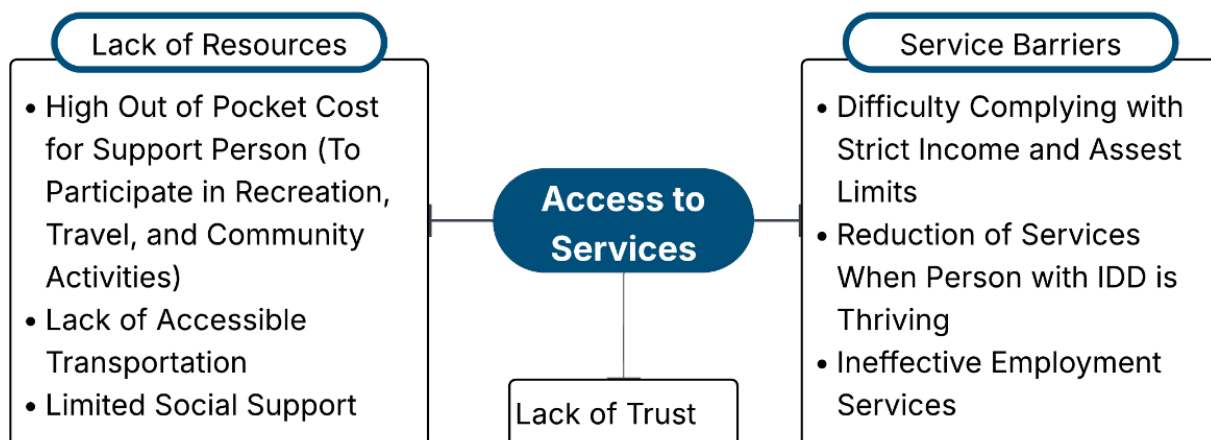 Lack of Resources
• High Out of Pocket Cost
for Support Person (To
Participate in Recreation,
Travel, and Community
Activities)
• Lack of Accessible
Transportation
• Limited Social Support
Access to
Services
Lack of Trust
Service Barriers
• Difficulty Complying with
Strict Income and Assest
Limits
• Reduction of Services
When Person with IDD is
Thriving
• Ineffective Employment
Services